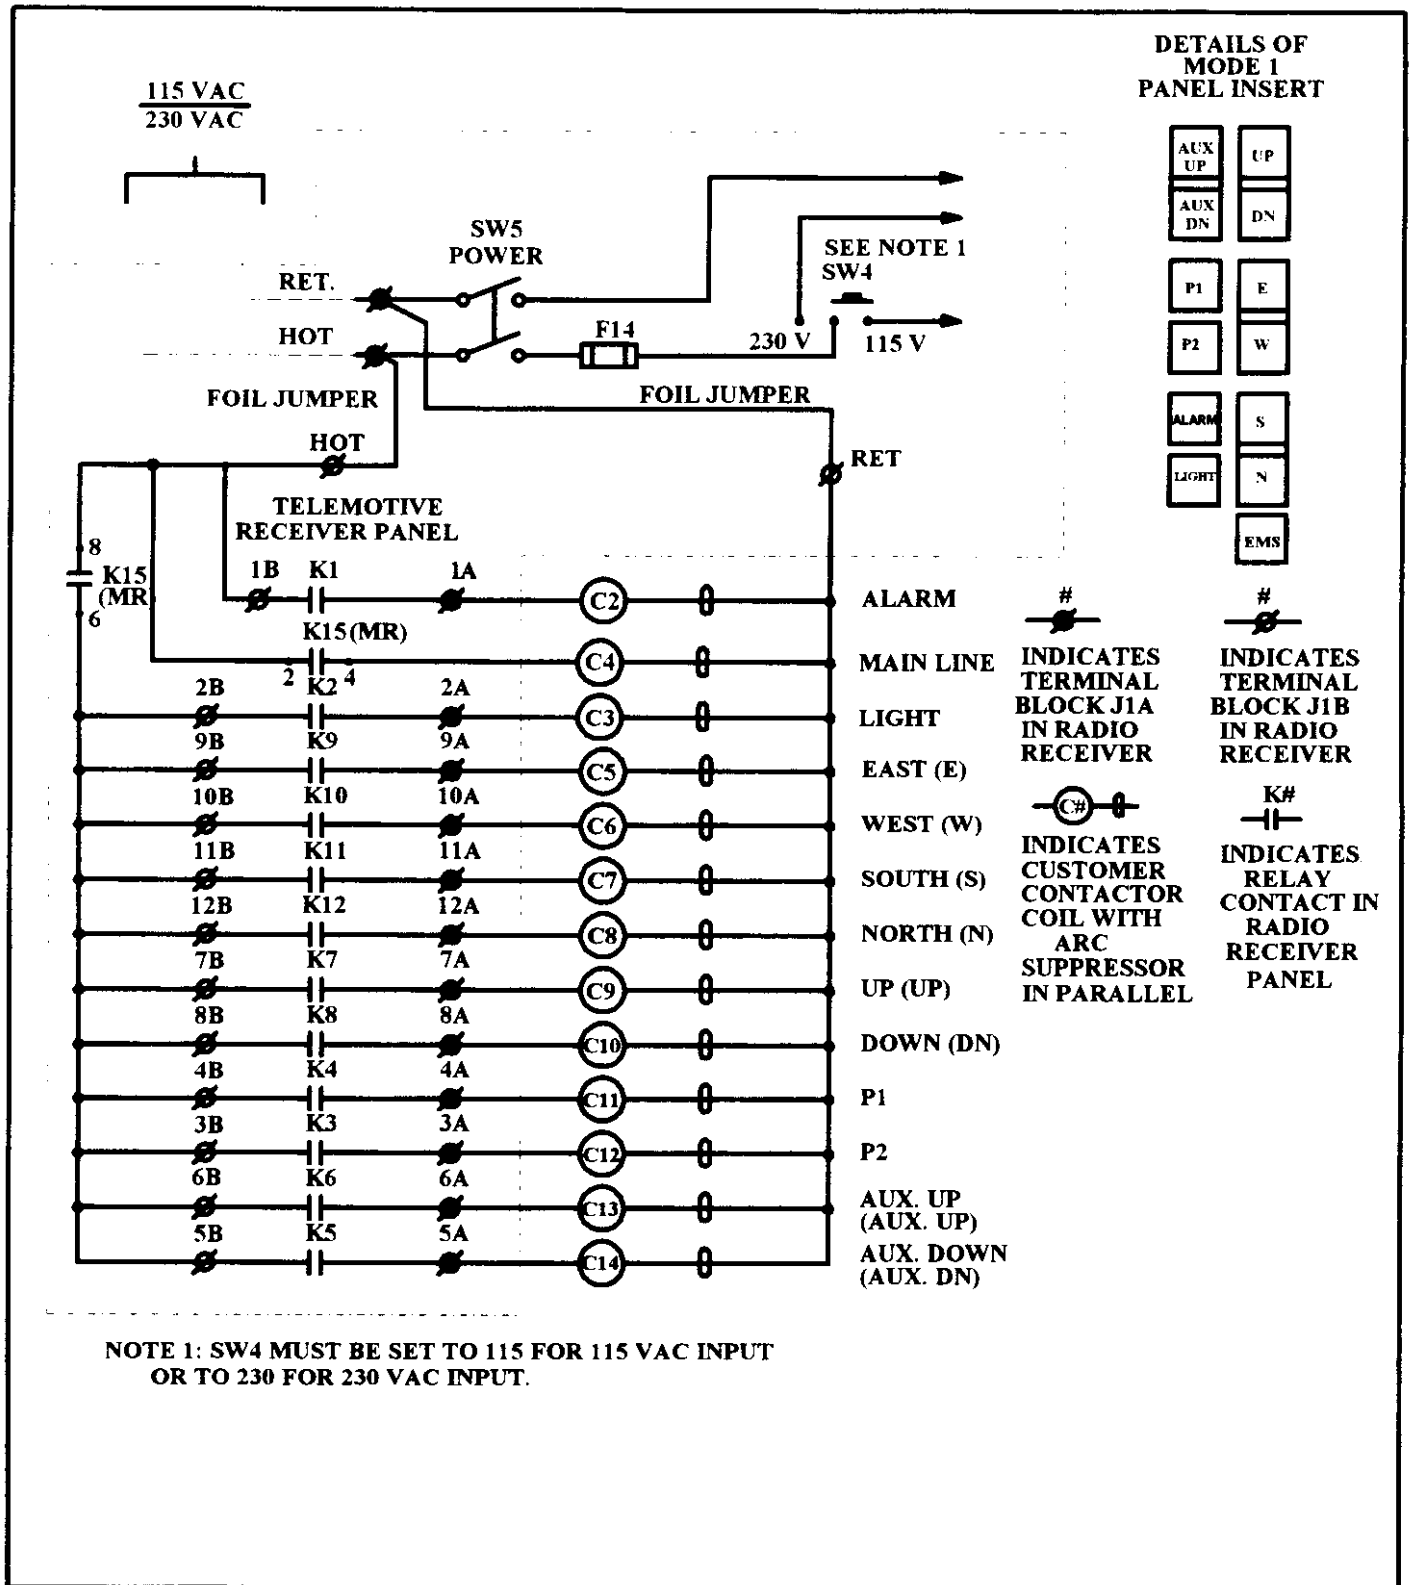 DETAILS OF
MODE 1
PANEL INSERT
115 VAC
230 VAC
AUX
UP
UP
AUX
DN
DN
P1
E
P2
W
ALARM
S
LIGHT
N
EMS
SW5
POWER
SEE NOTE 1
SW4
RET.
HOT
F14
230 V
115 V
FOIL JUMPER
FOIL JUMPER
HOT
RET
TELEMOTIVE
RECEIVER PANEL
8
K15
(MR
6
1B K1 1A
C2
ALARM
K15(MR)
2 4
C4
MAIN LINE
2B K2 2A
C3
LIGHT
9B K9 9A
C5
EAST (E)
10B K10 10A
C6
WEST (W)
11B K11 11A
C7
SOUTH (S)
12B K12 12A
C8
NORTH (N)
7B K7 7A
C9
UP (UP)
8B K8 8A
C10
DOWN (DN)
4B K4 4A
C11
P1
3B K3 3A
C12
P2
6B K6 6A
C13
AUX. UP
(AUX. UP)
5B K5 5A
C14
AUX. DOWN
(AUX. DN)
#
INDICATES
TERMINAL
BLOCK J1A
IN RADIO
RECEIVER
#
INDICATES
TERMINAL
BLOCK J1B
IN RADIO
RECEIVER
C#
INDICATES
CUSTOMER
CONTACTOR
COIL WITH
ARC
SUPPRESSOR
IN PARALLEL
K#
INDICATES
RELAY
CONTACT IN
RADIO
RECEIVER
PANEL
NOTE 1: SW4 MUST BE SET TO 115 FOR 115 VAC INPUT
OR TO 230 FOR 230 VAC INPUT.